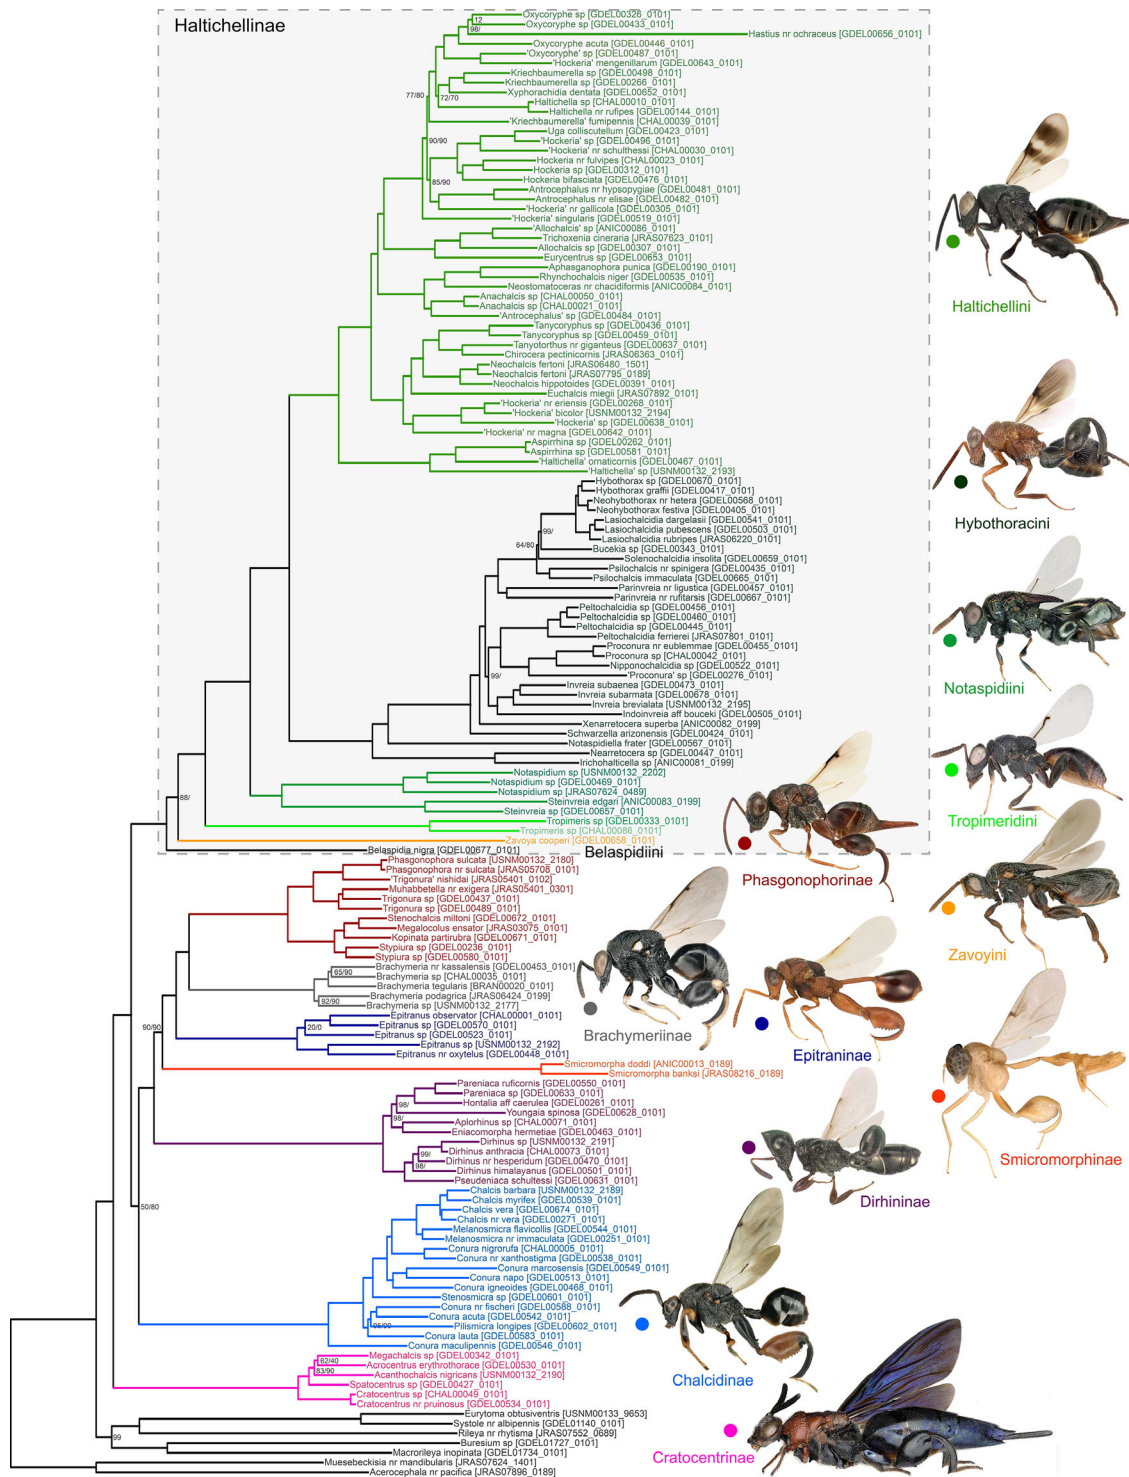 Haltichellinae
Oxycoryphe sp [GDEL00326_0101]
12
Oxycoryphe sp [GDEL00433_0101]
98/
Hastius nr ochraceus [GDEL00656_0101]
Oxycoryphe acuta [GDEL00446_0101]
'Oxycoryphe' sp [GDEL00487_0101]
'Hockeria' mengenillarum [GDEL00643_0101]
Kriechbaumerella sp [GDEL00498_0101]
Kriechbaumerella sp [GDEL00266_0101]
77/80
72/70
Xyphorachidia dentata [GDEL00652_0101]
Haltichella sp [CHAL00010_0101]
Haltichella nr rufipes [GDEL00144_0101]
'Kriechbaumerella' fumipennis [CHAL00039_0101]
Uga colliscutellum [GDEL00423_0101]
90/90
'Hockeria' sp [GDEL00496_0101]
'Hockeria' nr schulthessi [CHAL00030_0101]
Hockeria nr fulvipes [CHAL00023_0101]
Hockeria sp [GDEL00312_0101]
85/90
Hockeria bifasciata [GDEL00476_0101]
Antrocephalus nr hypsopygiae [GDEL00481_0101]
Antrocephalus nr elisae [GDEL00482_0101]
'Hockeria' nr gallicola [GDEL00305_0101]
'Hockeria' singularis [GDEL00519_0101]
'Allochalcis' sp [ANIC00086_0101]
Trichoxenia cineraria [JRAS07623_0101]
Allochalcis sp [GDEL00307_0101]
Eurycentrus sp [GDEL00653_0101]
Aphasganophora punica [GDEL00190_0101]
Rhynchochalcis niger [GDEL00535_0101]
Neostomatoceras nr chacidiformis [ANIC00084_0101]
Anachalcis sp [CHAL00050_0101]
Anachalcis sp [CHAL00021_0101]
Haltichellini
'Antrocephalus' sp [GDEL00484_0101]
Tanycoryphus sp [GDEL00436_0101]
Tanycoryphus sp [GDEL00459_0101]
Tanyotorthus nr giganteus [GDEL00637_0101]
Chirocera pectinicornis [JRAS06363_0101]
Neochalcis fertoni [JRAS06480_1501]
Neochalcis fertoni [JRAS07795_0189]
Neochalcis hippotoides [GDEL00391_0101]
Euchalcis miegii [JRAS07892_0101]
'Hockeria' nr eriensis [GDEL00268_0101]
'Hockeria' bicolor [USNM00132_2194]
'Hockeria' sp [GDEL00638_0101]
'Hockeria' nr magna [GDEL00642_0101]
Aspirrhina sp [GDEL00262_0101]
Aspirrhina sp [GDEL00581_0101]
'Haltichella' ornaticornis [GDEL00467_0101]
'Haltichella' sp [USNM00132_2193]
Hybothorax sp [GDEL00670_0101]
Hybothorax graffii [GDEL00417_0101]
Neohybothorax nr hetera [GDEL00568_0101]
Neohybothorax festiva [GDEL00405_0101]
Lasiochalcidia dargelasii [GDEL00541_0101]
Hybothoracini
99/
Lasiochalcidia pubescens [GDEL00503_0101]
Lasiochalcidia rubripes [JRAS06220_0101]
64/80
Bucekia sp [GDEL00343_0101]
Solenochalcidia insolita [GDEL00659_0101]
Psilochalcis nr spinigera [GDEL00435_0101]
Psilochalcis immaculata [GDEL00665_0101]
Parinvreia nr ligustica [GDEL00457_0101]
Parinvreia nr rufitarsis [GDEL00667_0101]
Peltochalcidia sp [GDEL00456_0101]
Peltochalcidia sp [GDEL00460_0101]
Peltochalcidia sp [GDEL00445_0101]
Peltochalcidia ferrierei [JRAS07801_0101]
Proconura nr eublemmae [GDEL00455_0101]
Proconura sp [CHAL00042_0101]
Nipponochalcidia sp [GDEL00522_0101]
99/
'Proconura' sp [GDEL00276_0101]
Invreia subaenea [GDEL00473_0101]
Notaspidiini
Invreia subarmata [GDEL00678_0101]
Invreia brevialata [USNM00132_2195]
Indoinvreia aff bouceki [GDEL00505_0101]
Xenarretocera superba [ANIC00082_0199]
Schwarzella arizonensis [GDEL00424_0101]
Notaspidiella frater [GDEL00567_0101]
Nearretocera sp [GDEL00447_0101]
Irichohalticella sp [ANIC00081_0199]
Notaspidium sp [USNM00132_2202]
Notaspidium sp [GDEL00469_0101]
Notaspidium sp [JRAS07624_0489]
88/
Steinvreia edgari [ANIC00083_0199]
Steinvreia sp [GDEL00657_0101]
Tropimeris sp [GDEL00333_0101]
Tropimeridini
Tropimeris sp [CHAL00086_0101]
Zavoya cooperi [GDEL00658_0101]
Belaspidia nigra [GDEL00677_0101]
Belaspidiini
Phasgonophora sulcata [USNM00132_2180]
Phasgonophora nr sulcata [JRAS05708_0101]
'Trigonura' nishidai [JRAS05401_0102]
Phasgonophorinae
Muhabbetella nr exigera [JRAS05401_0301]
Trigonura sp [GDEL00437_0101]
Trigonura sp [GDEL00489_0101]
Stenochalcis miltoni [GDEL00672_0101]
Megalocolus ensator [JRAS03075_0101]
Kopinata partirubra [GDEL00671_0101]
Stypiura sp [GDEL00236_0101]
Zavoyini
Stypiura sp [GDEL00580_0101]
Brachymeria nr kassalensis [GDEL00453_0101]
65/90
Brachymeria sp [CHAL00035_0101]
Brachymeria tegularis [BRAN00020_0101]
Brachymeria podagrica [JRAS06424_0199]
92/90
Brachymeria sp [USNM00132_2177]
Epitranus observator [CHAL00001_0101]
20/0
Epitranus sp [GDEL00570_0101]
90/90
Brachymeriinae
Epitranus sp [GDEL00523_0101]
Epitranus sp [USNM00132_2192]
Epitranus nr oxytelus [GDEL00448_0101]
Epitraninae
Smicromorpha doddi [ANIC00013_0189]
Smicromorpha banksi [JRAS08216_0189]
Pareniaca ruficornis [GDEL00550_0101]
Pareniaca sp [GDEL00633_0101]
98/
Hontalia aff caerulea [GDEL00261_0101]
Youngaia spinosa [GDEL00628_0101]
98/
Aplorhinus sp [CHAL00071_0101]
Eniacomorpha hermetiae [GDEL00463_0101]
Dirhinus sp [USNM00132_2191]
99/
Dirhinus anthracia [CHAL00073_0101]
Dirhinus nr hesperidum [GDEL00470_0101]
Smicromorphinae
98/
Dirhinus himalayanus [GDEL00501_0101]
Pseudeniaca schultessi [GDEL00631_0101]
Chalcis barbara [USNM00132_2189]
Dirhininae
50/80
Chalcis myrifex [GDEL00539_0101]
Chalcis vera [GDEL00674_0101]
Chalcis nr vera [GDEL00271_0101]
Melanosmicra flavicollis [GDEL00544_0101]
Melanosmicra nr immaculata [GDEL00251_0101]
Conura nigrorufa [CHAL00005_0101]
Conura nr xanthostigma [GDEL00538_0101]
Conura marcosensis [GDEL00549_0101]
Conura napo [GDEL00513_0101]
Conura igneoides [GDEL00468_0101]
Stenosmicra sp [GDEL00601_0101]
Conura nr fischeri [GDEL00588_0101]
Conura acuta [GDEL00542_0101]
95/90
Pilismicra longipes [GDEL00602_0101]
Conura lauta [GDEL00583_0101]
Conura maculipennis [GDEL00546_0101]
Megachalcis sp [GDEL00342_0101]
62/40
Acrocentrus erythrothorace [GDEL00530_0101]
83/90
Acanthochalcis nigricans [USNM00132_2190]
Chalcidinae
Spatocentrus sp [GDEL00427_0101]
Cratocentrus sp [CHAL00049_0101]
Cratocentrus nr pruinosus [GDEL00534_0101]
Eurytoma obtusiventris [USNM00133_9653]
Systole nr albipennis [GDEL01140_0101]
Rileya nr rhytisma [JRAS07552_0689]
99
Buresium sp [GDEL01727_0101]
Macrorileya inopinata [GDEL01734_0101]
Cratocentrinae
Muesebeckisia nr mandibularis [JRAS07624_1401]
Acerocephala nr pacifica [JRAS07896_0189]